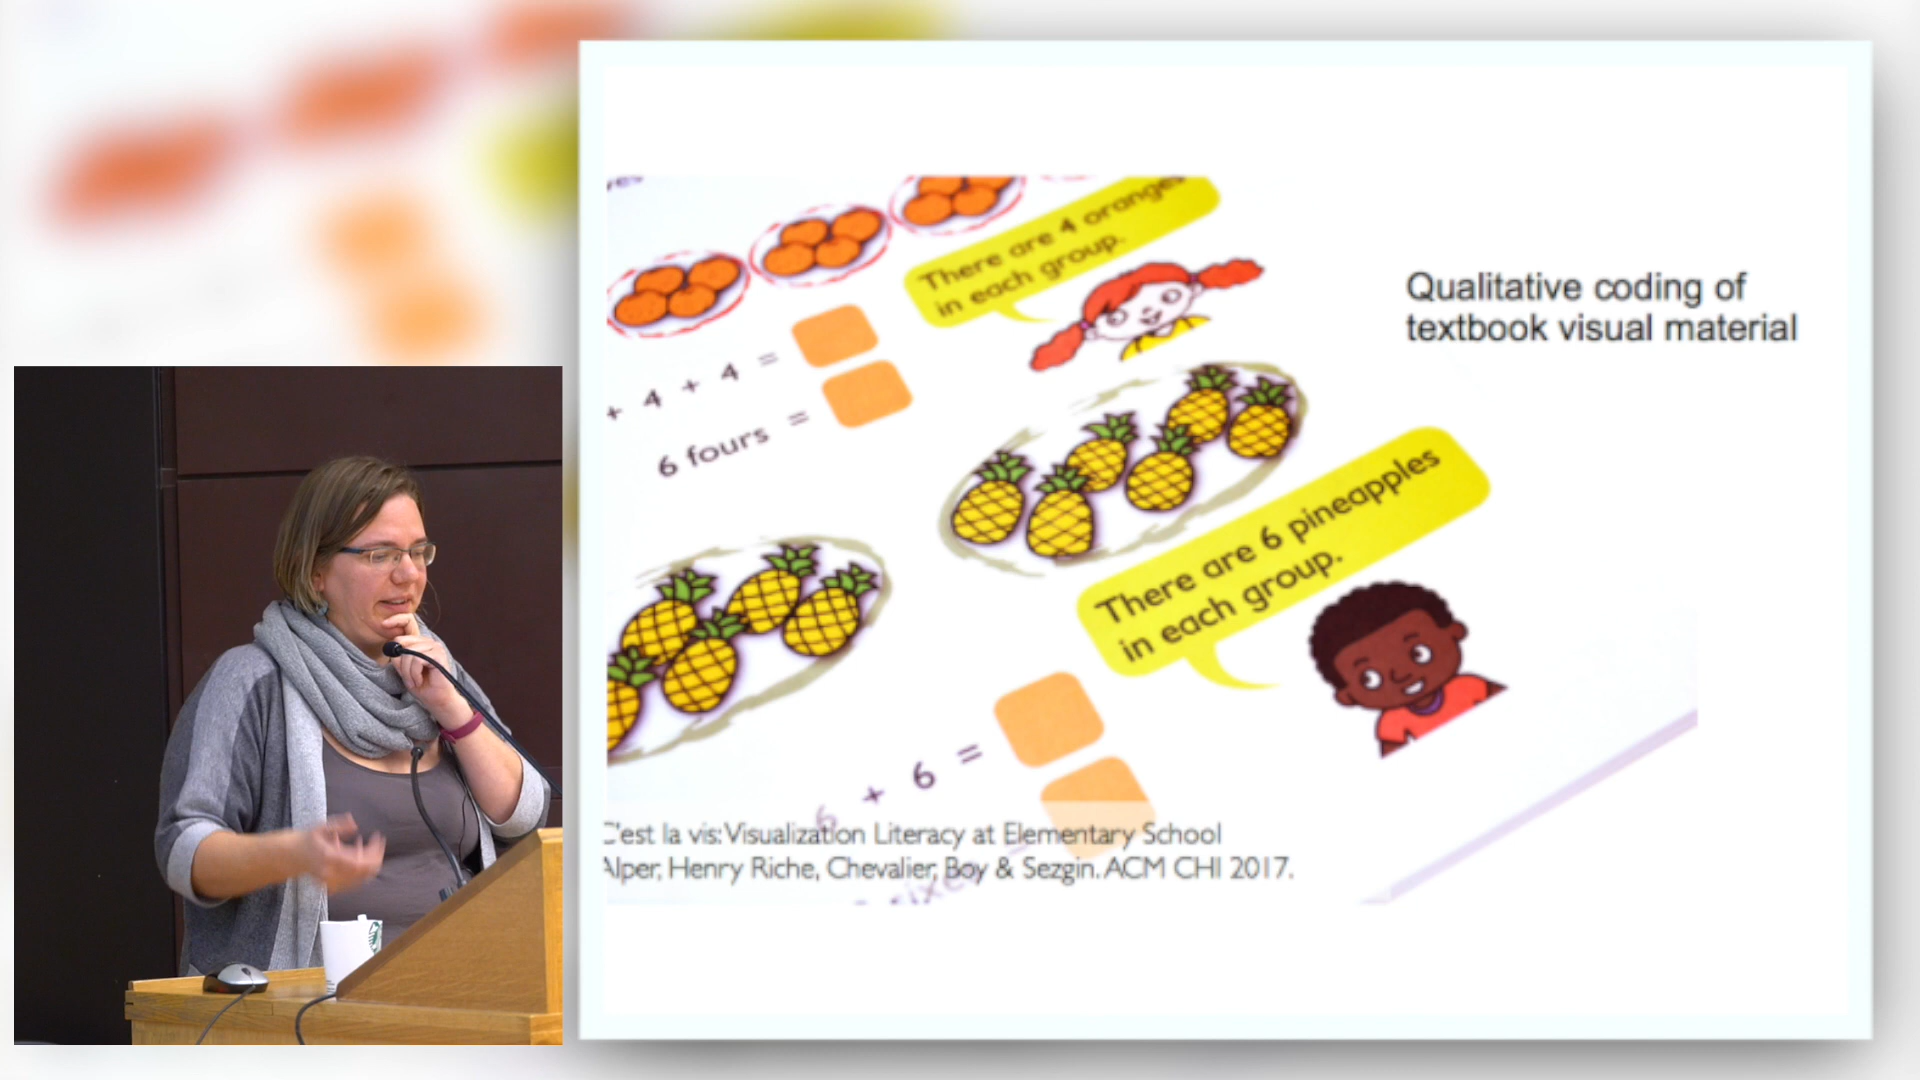 There are 4 oranges
in each group.
+ 4 + 4 =
6 fours =
There are 6 pineapples
in each group.
6 + 6 =
Qualitative coding of
textbook visual material
C'est la vis: Visualization Literacy at Elementary School
Alper, Henry Riche, Chevalier, Boy & Sezgin. ACM CHI 2017.